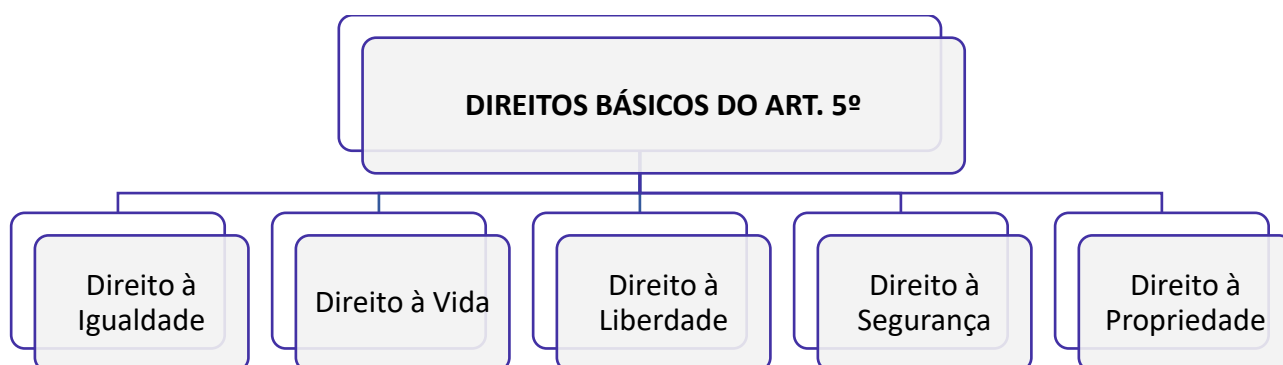 DIREITOS BÁSICOS DO ART. 5º
Direito à
Igualdade
Direito à Vida
Direito à
Liberdade
Direito à
Segurança
Direito à
Propriedade